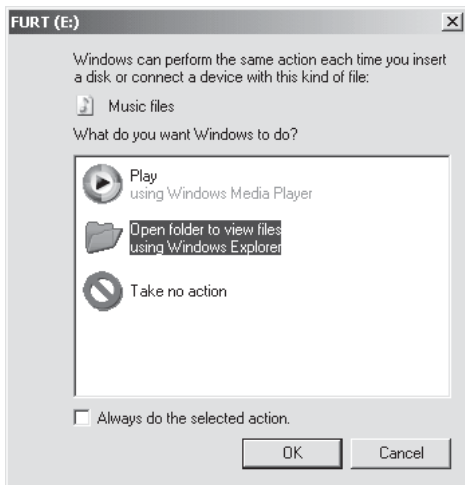 FURT (E:)
Windows can perform the same action each time you insert
a disk or connect a device with this kind of file:
Music files
What do you want Windows to do?
Play
using Windows Media Player
Open folder to view files
using Windows Explorer
Take no action
Always do the selected action.
OK
Cancel